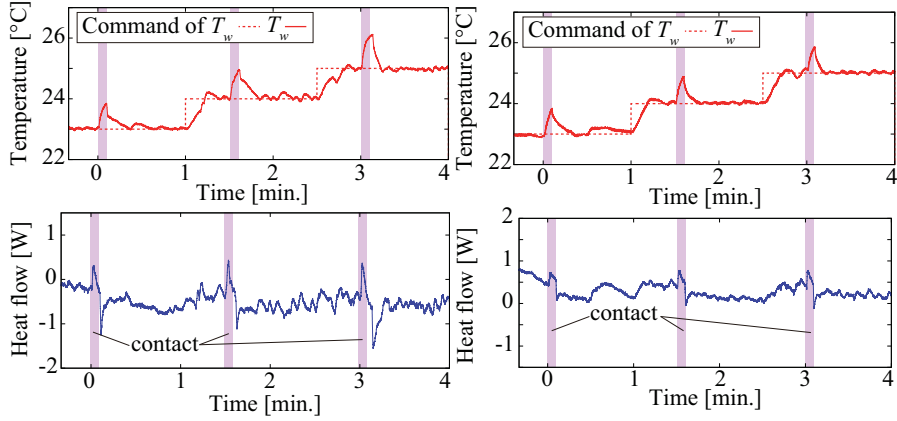 Command of T_w T_w
Temperature [°C]
26
24
22
0 1 2 3 4
Time [min.]
Command of T_w T_w
Temperature [°C]
26
24
22
0 1 2 3 4
Time [min.]
Heat flow [W]
1
0
-1
-2
contact
0 1 2 3 4
Time [min.]
Heat flow [W]
2
1
0
-1
contact
0 1 2 3 4
Time [min.]